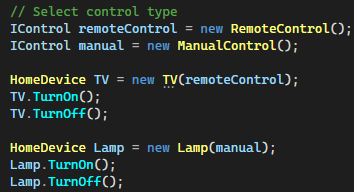 // Select control type
IControl remoteControl = new RemoteControl();
IControl manual = new ManualControl();
HomeDevice TV = new TV(remoteControl);
TV.TurnOn();
TV.TurnOff();
HomeDevice Lamp = new Lamp(manual);
Lamp.TurnOn();
Lamp.TurnOff();